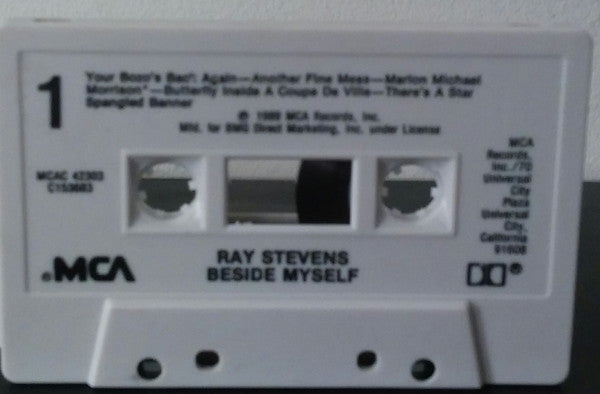 1
Your Bozo's Back Again—Another Fine Mess—Marion Michael
Morrison*—Butterfly Inside A Coupe De Ville—There's A Star
Spangled Banner
℗ 1989 MCA Records, Inc.
Mfd. for BMG Direct Marketing, Inc. under License
MCAC 42303
C153683
MCA
Records,
Inc./70
Universal
City
Plaza
Universal
City,
California
91608
RAY STEVENS
BESIDE MYSELF
MCA
®